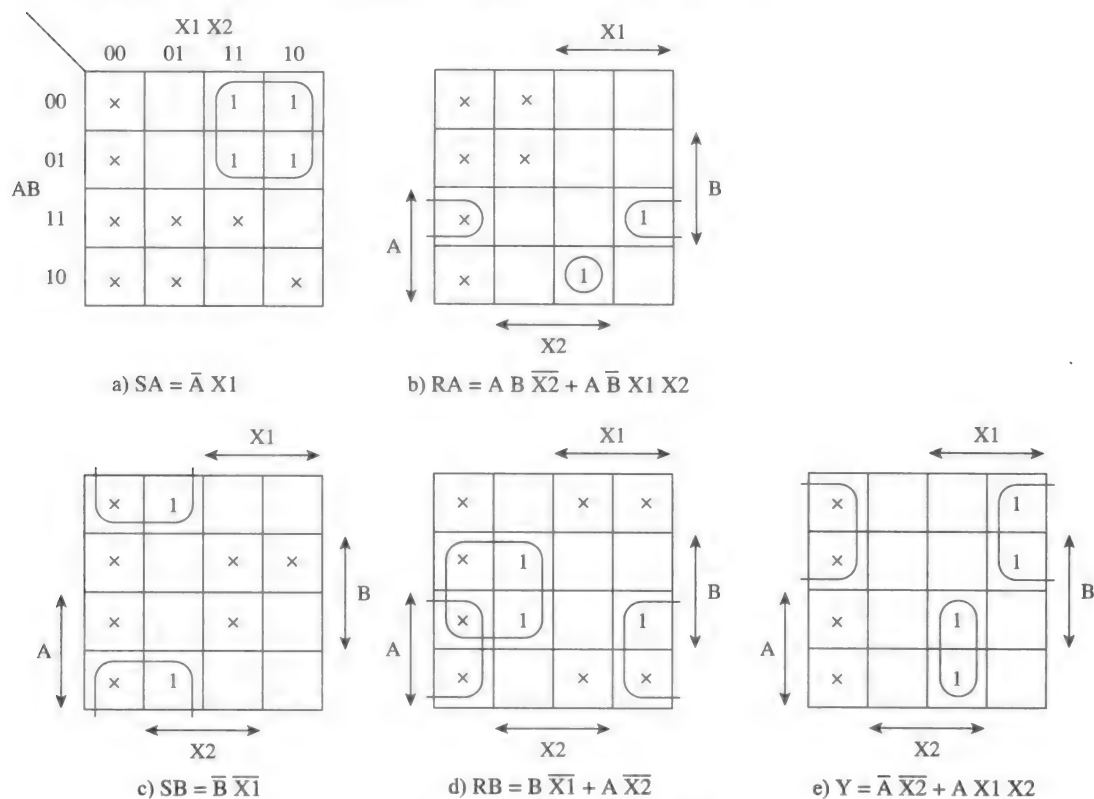 X1 X2
00 01 11 10
AB
00 × 1 1
01 × 1 1
11 × × ×
10 × × ×
a) SA = A̅ X1
X1
× ×
× ×
× 1
× 1
A
B
X2
b) RA = A B X̅2̅ + A B̅ X1 X2
X1
× 1
× × ×
× ×
× 1
A
B
X2
c) SB = B̅ X̅1̅
X1
× × ×
× 1
× 1 1
× × ×
A
B
X2
d) RB = B X̅1̅ + A X̅2̅
X1
× 1
× 1
× 1
× 1
A
B
X2
e) Y = A̅ X̅2̅ + A X1 X2